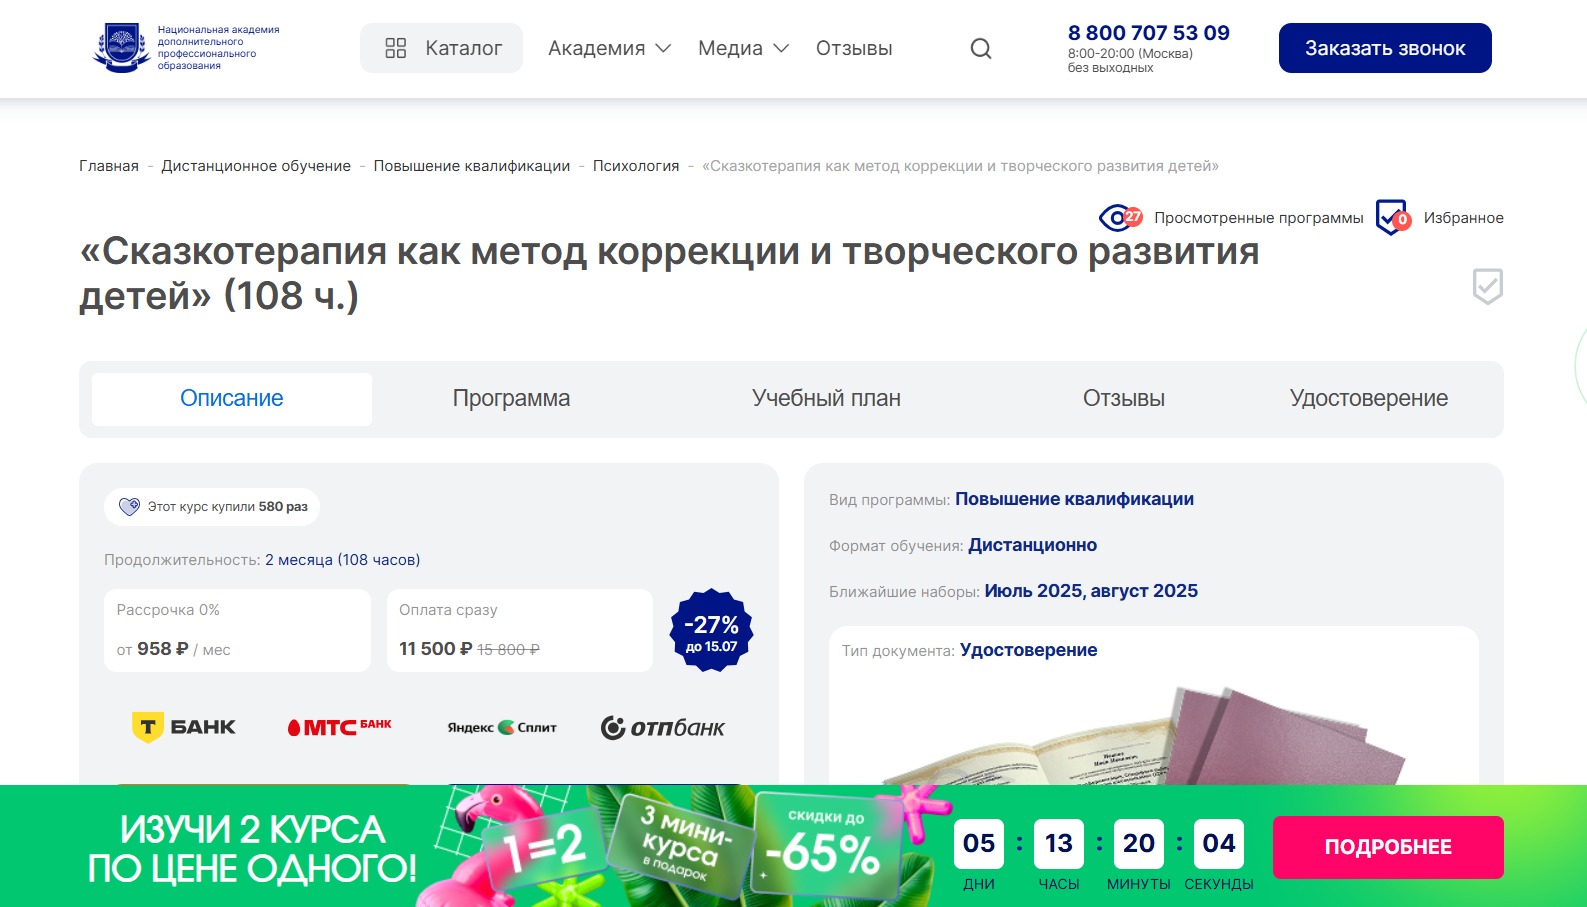 Национальная академия
дополнительного
профессионального
образования
Каталог
Академия
Медиа
Отзывы
8 800 707 53 09
8:00-20:00 (Москва)
без выходных
Заказать звонок
Главная - Дистанционное обучение - Повышение квалификации - Психология - «Сказкотерапия как метод коррекции и творческого развития детей»
27 Просмотренные программы
0 Избранное
«Сказкотерапия как метод коррекции и творческого развития
детей» (108 ч.)
Описание
Программа
Учебный план
Отзывы
Удостоверение
Этот курс купили 580 раз
Продолжительность: 2 месяца (108 часов)
Рассрочка 0%
от 958 ₽ / мес
Оплата сразу
11 500 ₽ 15 800 ₽
-27%
до 15.07
Т БАНК
МТС БАНК
Яндекс Сплит
ОТПбанк
Вид программы: Повышение квалификации
Формат обучения: Дистанционно
Ближайшие наборы: Июль 2025, август 2025
Тип документа: Удостоверение
ИЗУЧИ 2 КУРСА
ПО ЦЕНЕ ОДНОГО!
1=2
3 МИНИ-
курса
в подарок
СКИДКИ ДО
-65%
05 : 13 : 20 : 04
ДНИ ЧАСЫ МИНУТЫ СЕКУНДЫ
ПОДРОБНЕЕ